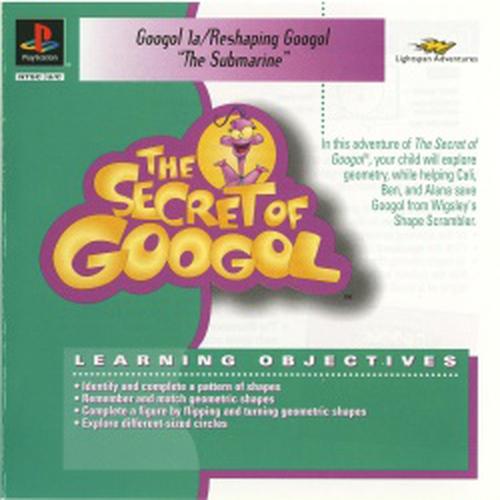 Googol 1a/Reshaping Googol
"The Submarine"
PlayStation
NTSC U/C
Lightspan Adventures
In this adventure of The Secret of
Googol®, your child will explore
geometry, while helping Cali,
Ben, and Alana save
Googol from Wigsley's
Shape Scrambler.
THE
SECRET OF
GOOGOL
™
LEARNING OBJECTIVES
• Identify and complete a pattern of shapes
• Remember and match geometric shapes
• Complete a figure by flipping and turning geometric shapes
• Explore different-sized circles